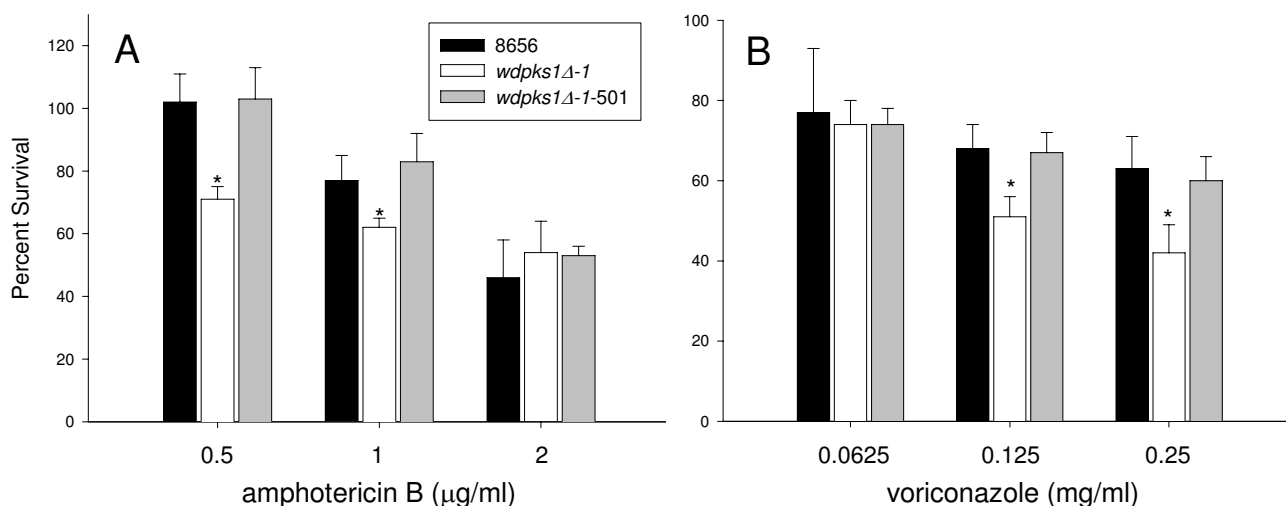 A
8656
wdpks1Δ-1
wdpks1Δ-1-501
Percent Survival
120
100
80
60
40
20
0
*
*
0.5 1 2
amphotericin B (μg/ml)
B
100
80
60
40
20
0
*
*
0.0625 0.125 0.25
voriconazole (mg/ml)